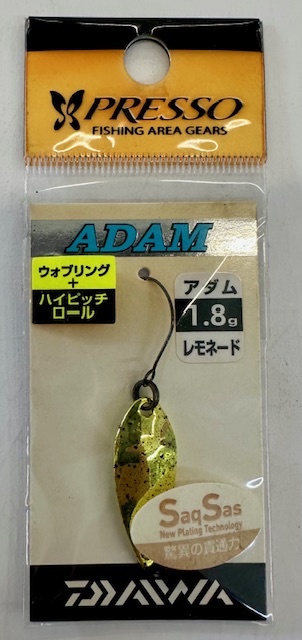 PRESSO
FISHING AREA GEARS
ADAM
ウォブリング
+
ハイピッチ
ロール
アダム
1.8g
レモネード
SaqSas
New Plating Technology
驚異の貫通力
DAIWA